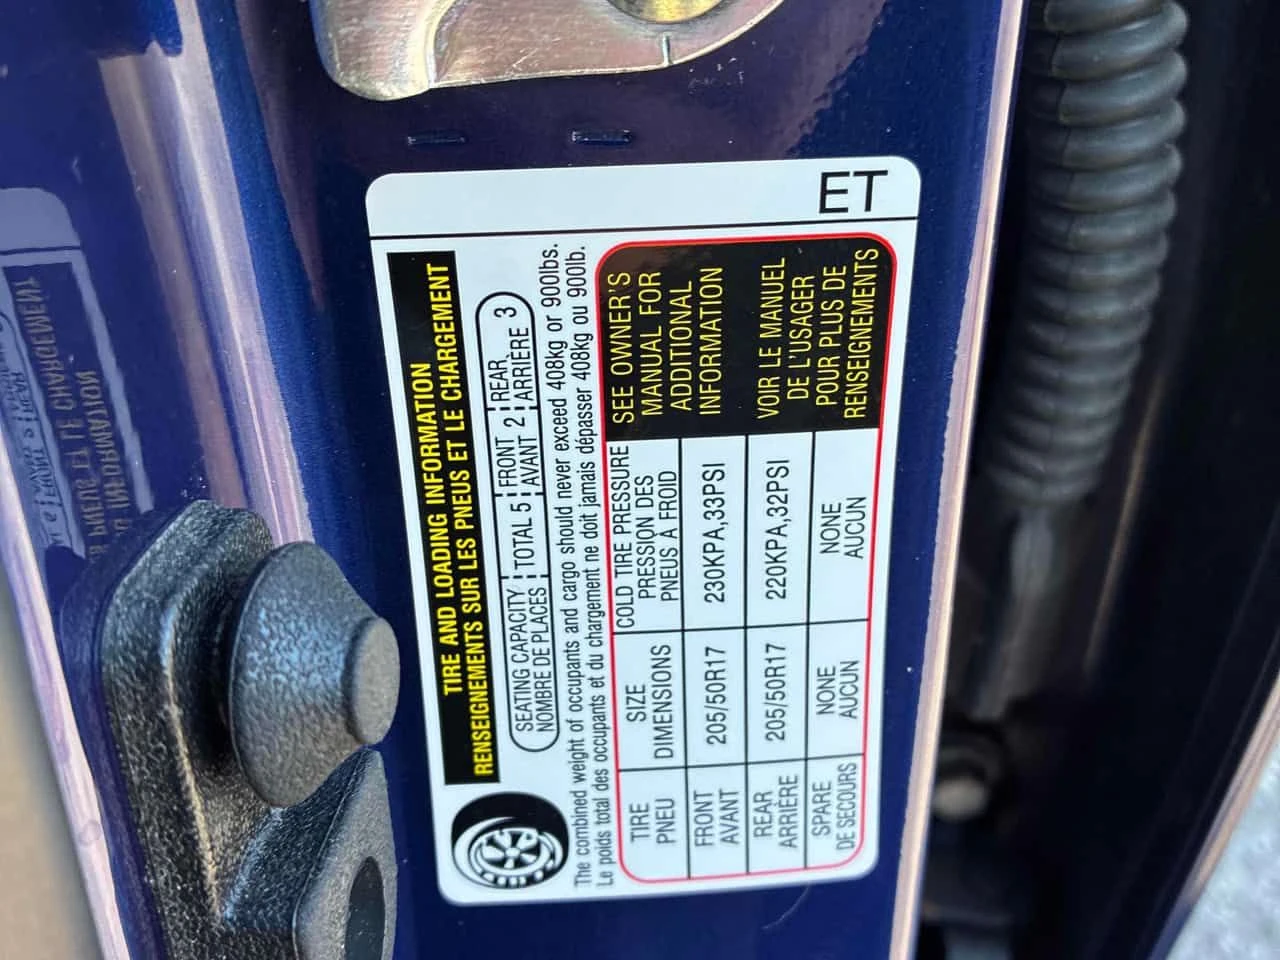 ET
TIRE AND LOADING INFORMATION
RENSEIGNEMENTS SUR LES PNEUS ET LE CHARGEMENT
SEATING CAPACITY TOTAL 5 FRONT 2 REAR 3
NOMBRE DE PLACES AVANT ARRIÈRE
The combined weight of occupants and cargo should never exceed 408kg or 900lbs.
Le poids total des occupants et du chargement ne doit jamais dépasser 408kg ou 900lb.
TIRE SIZE COLD TIRE PRESSURE
PNEU DIMENSIONS PRESSION DES
PNEUS A FROID
FRONT 205/50R17 230KPA,33PSI
AVANT
REAR 205/50R17 220KPA,32PSI
ARRIÈRE
SPARE NONE NONE
DE SECOURS AUCUN AUCUN
SEE OWNER'S
MANUAL FOR
ADDITIONAL
INFORMATION
VOIR LE MANUEL
DE L'USAGER
POUR PLUS DE
RENSEIGNEMENTS